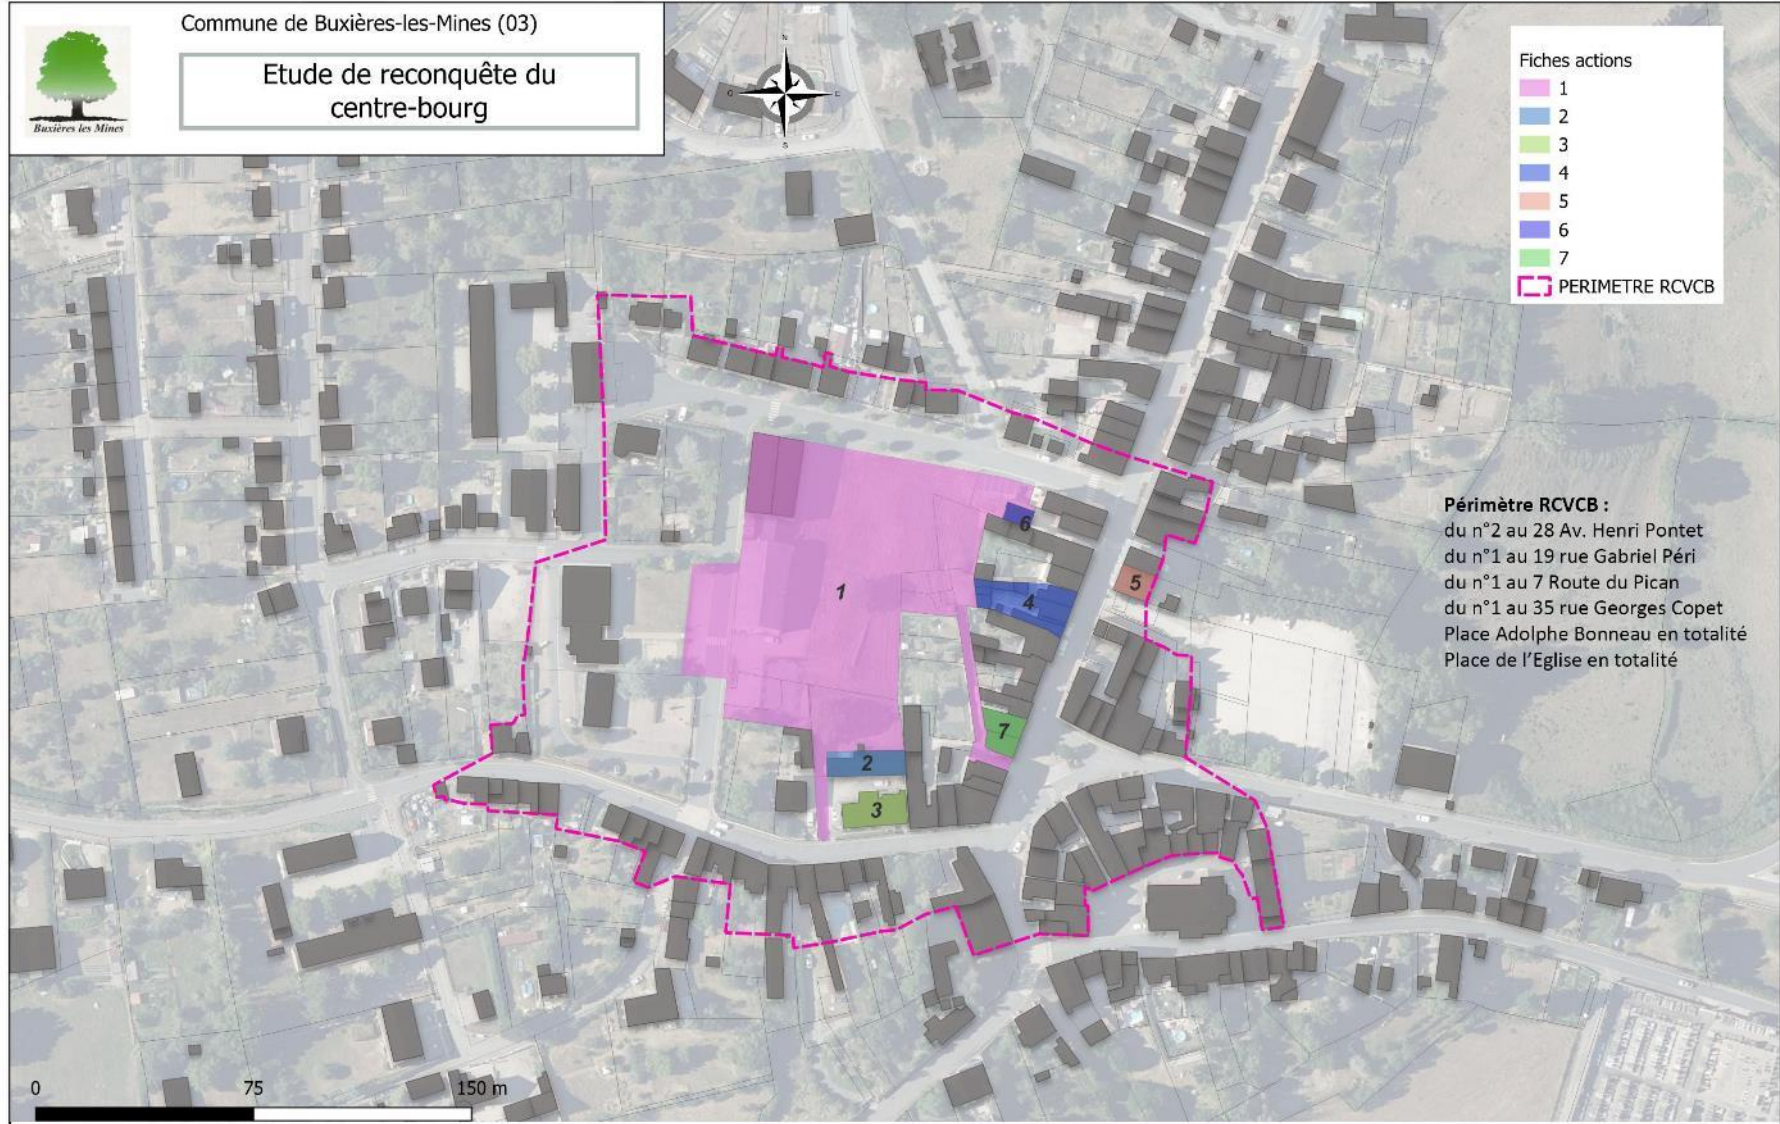 Commune de Buxières-les-Mines (03)
Etude de reconquête du
centre-bourg
Buxières les Mines
N
O
E
S
Fiches actions
1
2
3
4
5
6
7
PERIMETRE RCVCB
Périmètre RCVCB :
du n°2 au 28 Av. Henri Pontet
du n°1 au 19 rue Gabriel Péri
du n°1 au 7 Route du Pican
du n°1 au 35 rue Georges Copet
Place Adolphe Bonneau en totalité
Place de l'Eglise en totalité
6
5
1
4
7
2
3
0 75 150 m